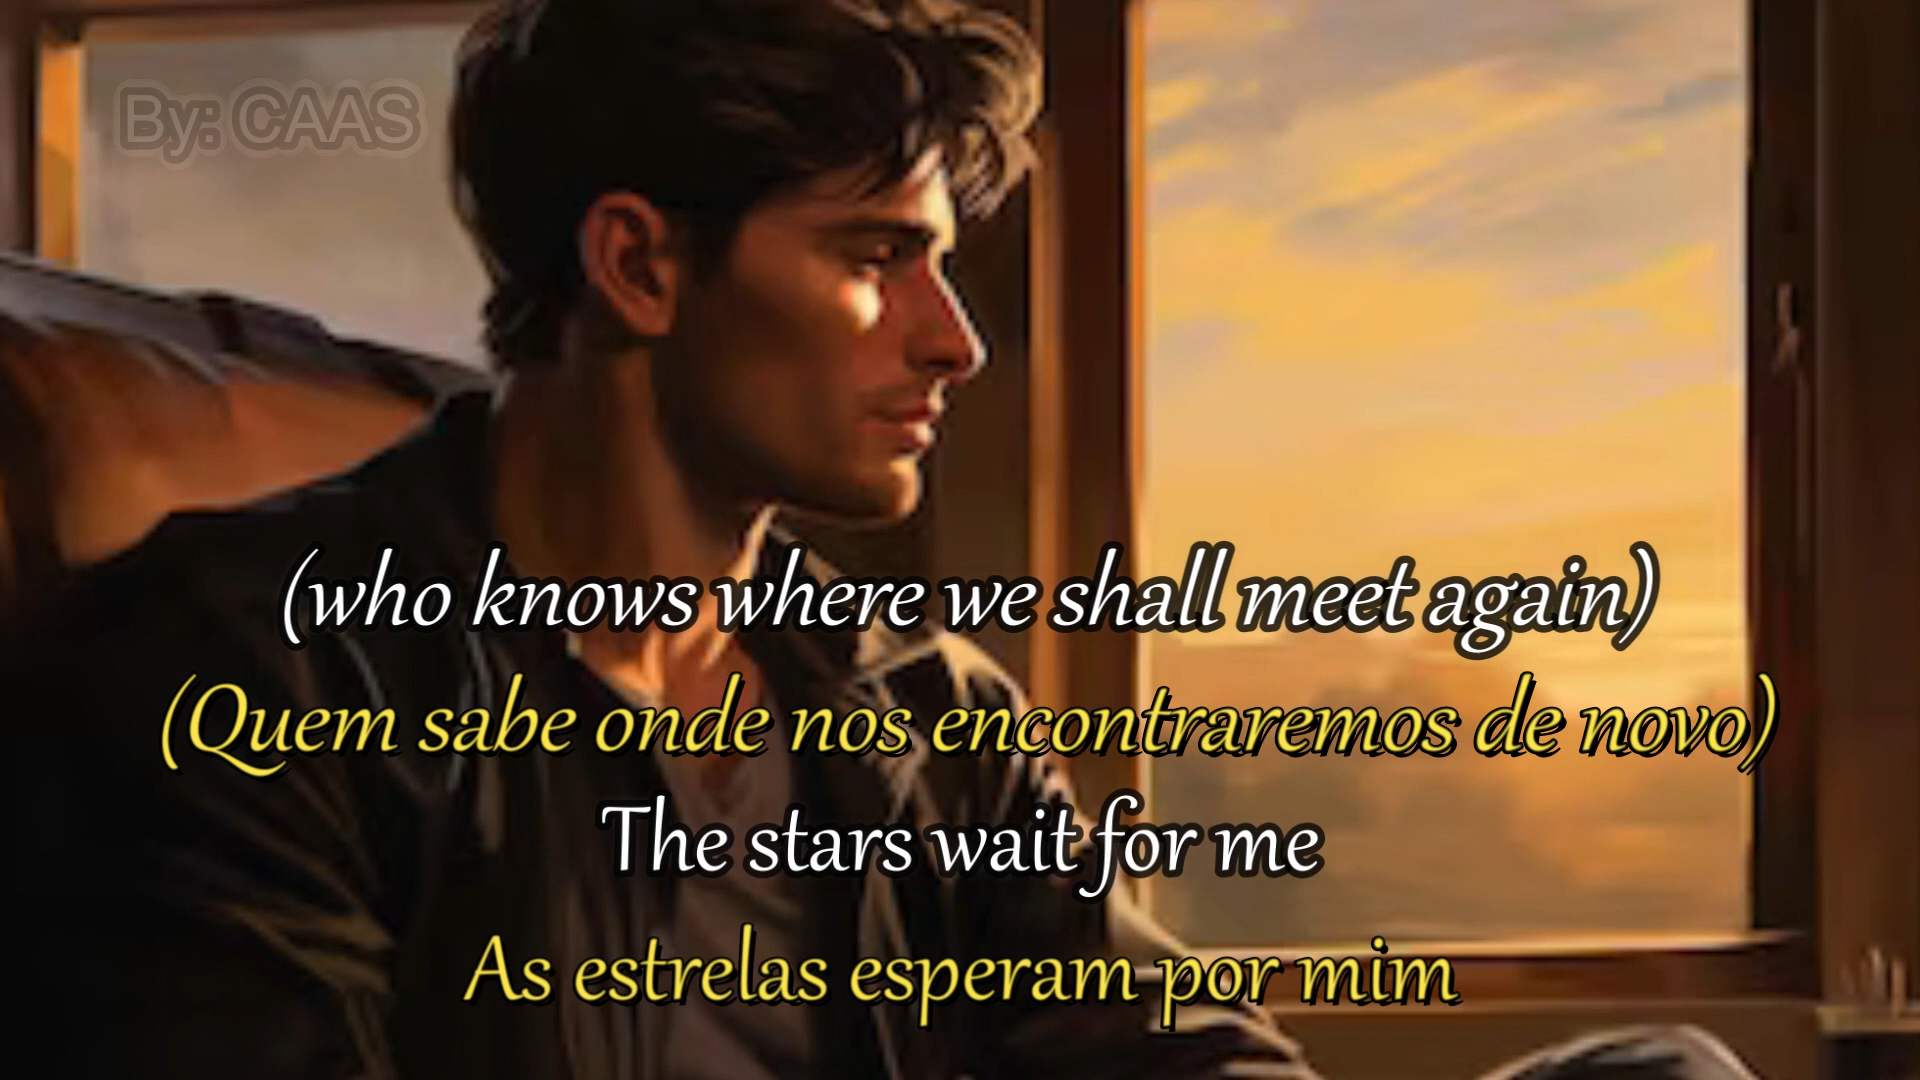 By: CAAS
(who knows where we shall meet again)
(Quem sabe onde nos encontraremos de novo)
The stars wait for me
As estrelas esperam por mim